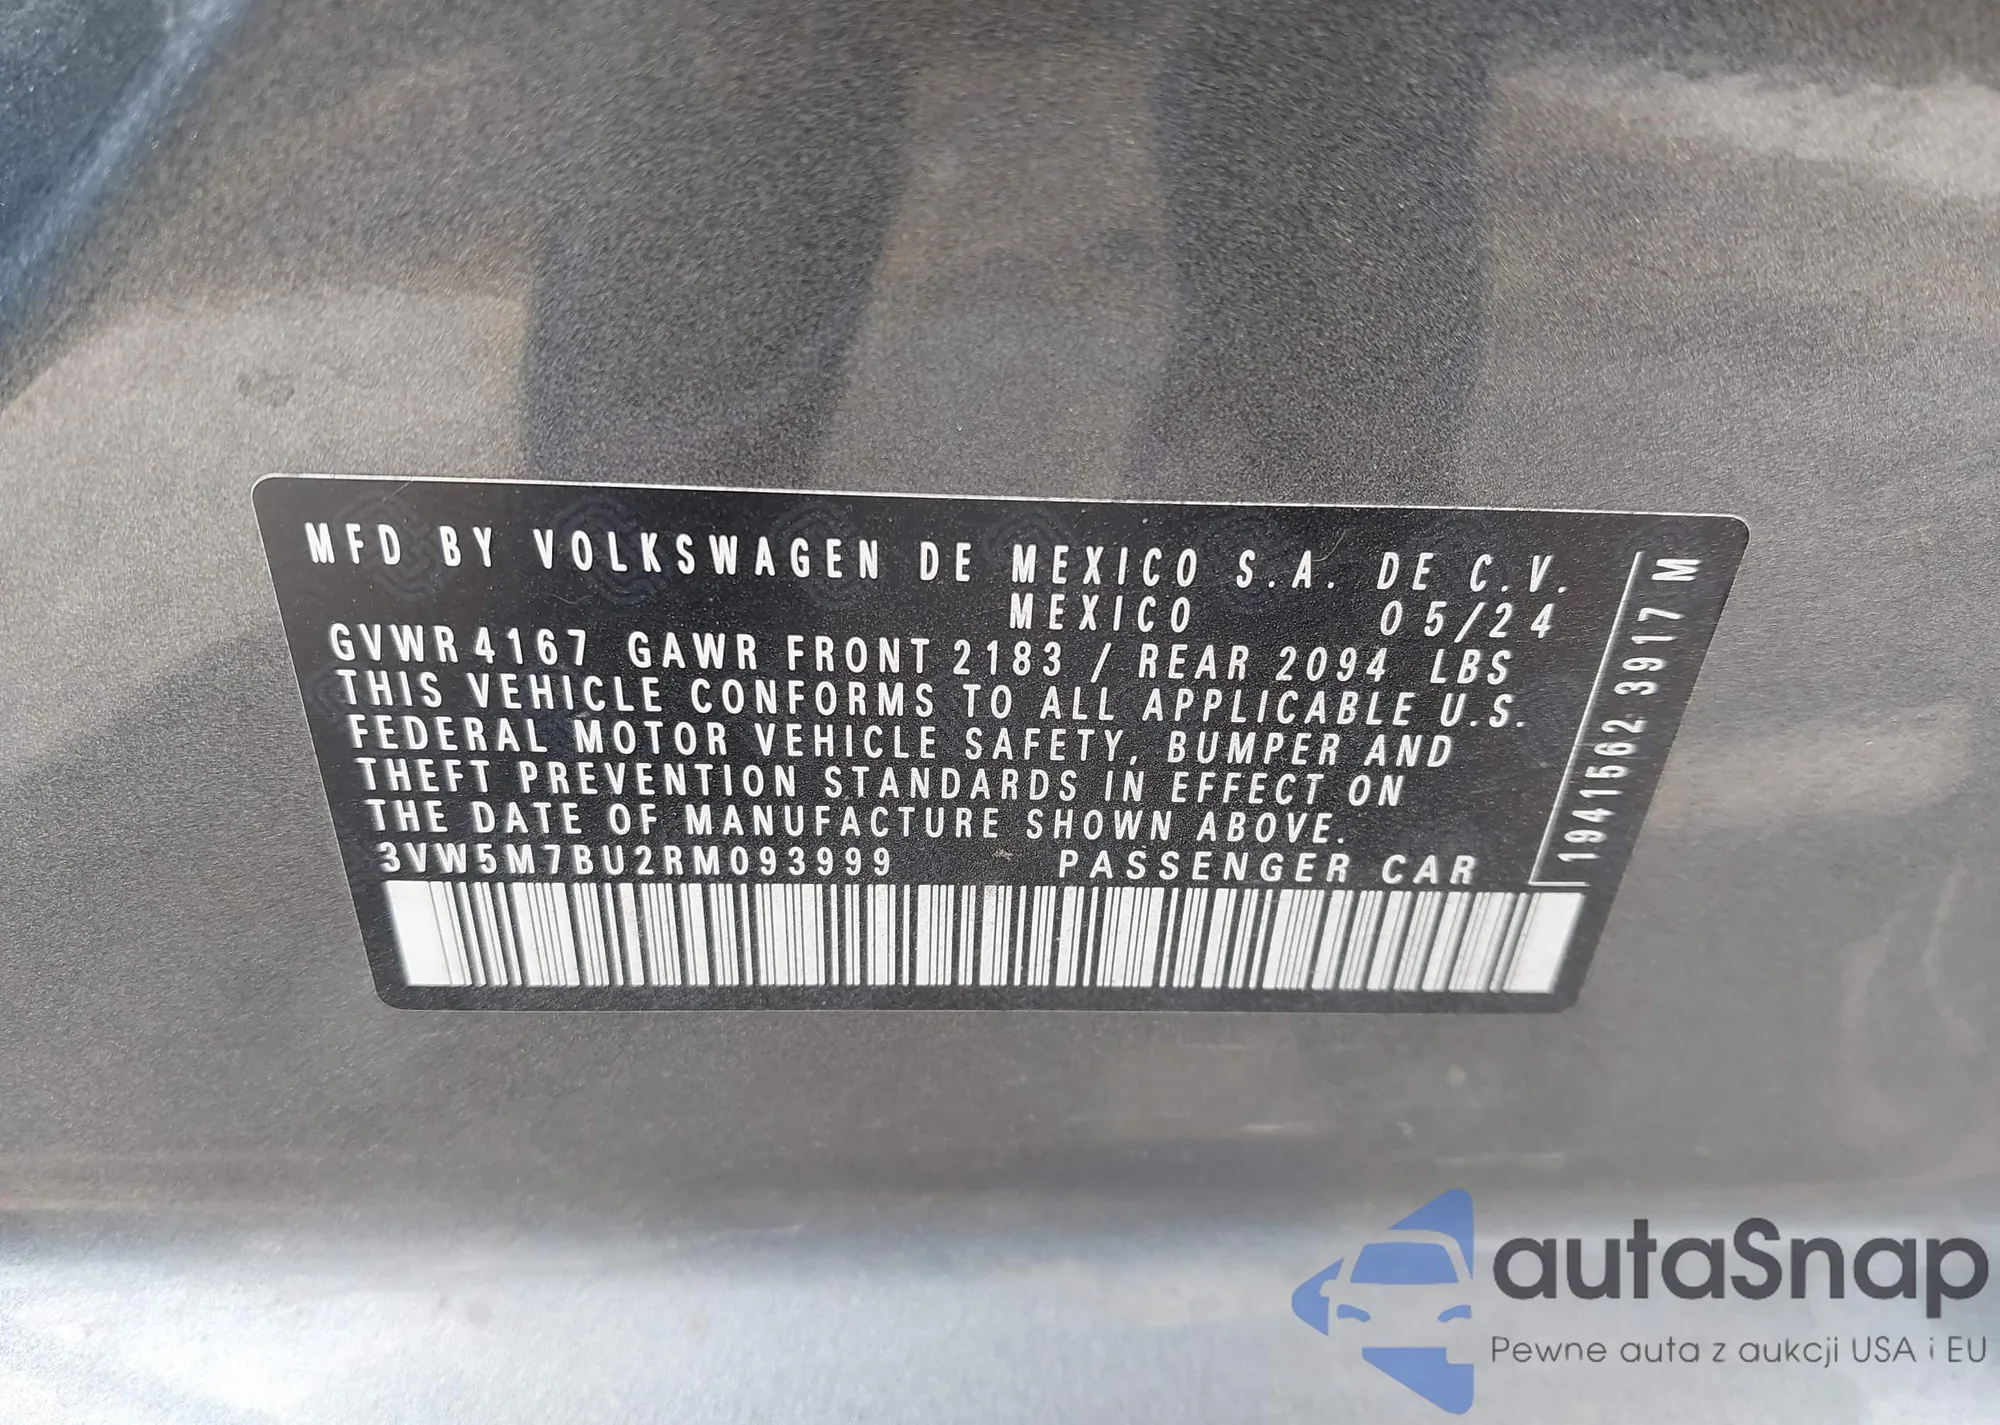 MFD BY VOLKSWAGEN DE MEXICO S.A. DE C.V.
MEXICO 05/24
GVWR 4167 GAWR FRONT 2183 / REAR 2094 LBS
THIS VEHICLE CONFORMS TO ALL APPLICABLE U.S.
FEDERAL MOTOR VEHICLE SAFETY, BUMPER AND
THEFT PREVENTION STANDARDS IN EFFECT ON
THE DATE OF MANUFACTURE SHOWN ABOVE.
3VW5M7BU2RM093999 PASSENGER CAR
1941562 3917 M
autaSnap
Pewne auta z aukcji USA i EU